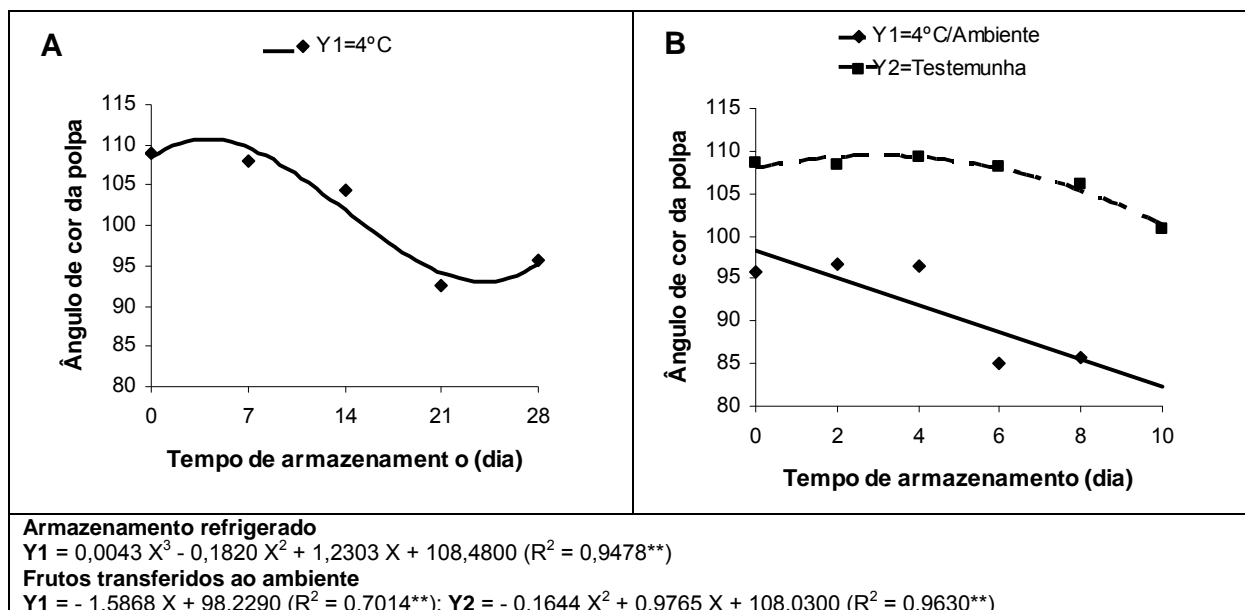 A
Y1=4ºC
Ângulo de cor da polpa
115
110
105
100
95
90
85
80
0 7 14 21 28
Tempo de armazenament o (dia)
B
Y1=4ºC/Ambiente
Y2=Testemunha
Ângulo de cor da polpa
115
110
105
100
95
90
85
80
0 2 4 6 8 10
Tempo de armazenamento (dia)
Armazenamento refrigerado
Y1 = 0,0043 X³ - 0,1820 X² + 1,2303 X + 108,4800 (R² = 0,9478**)
Frutos transferidos ao ambiente
Y1 = - 1,5868 X + 98,2290 (R² = 0,7014**); Y2 = - 0,1644 X² + 0,9765 X + 108,0300 (R² = 0,9630**)